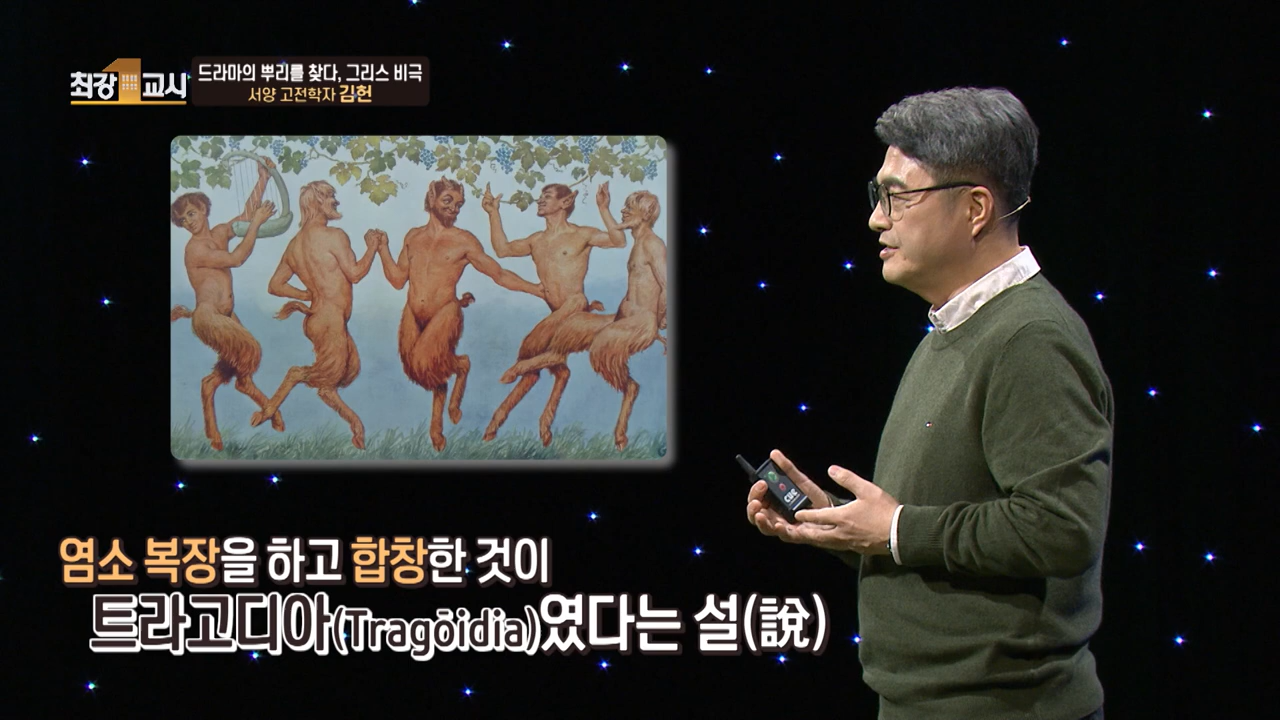 최강1교시
드라마의 뿌리를 찾다, 그리스 비극
서양 고전학자 김헌
CUE
염소 복장을 하고 합창한 것이
트라고디아(Tragōidia)였다는 설(說)